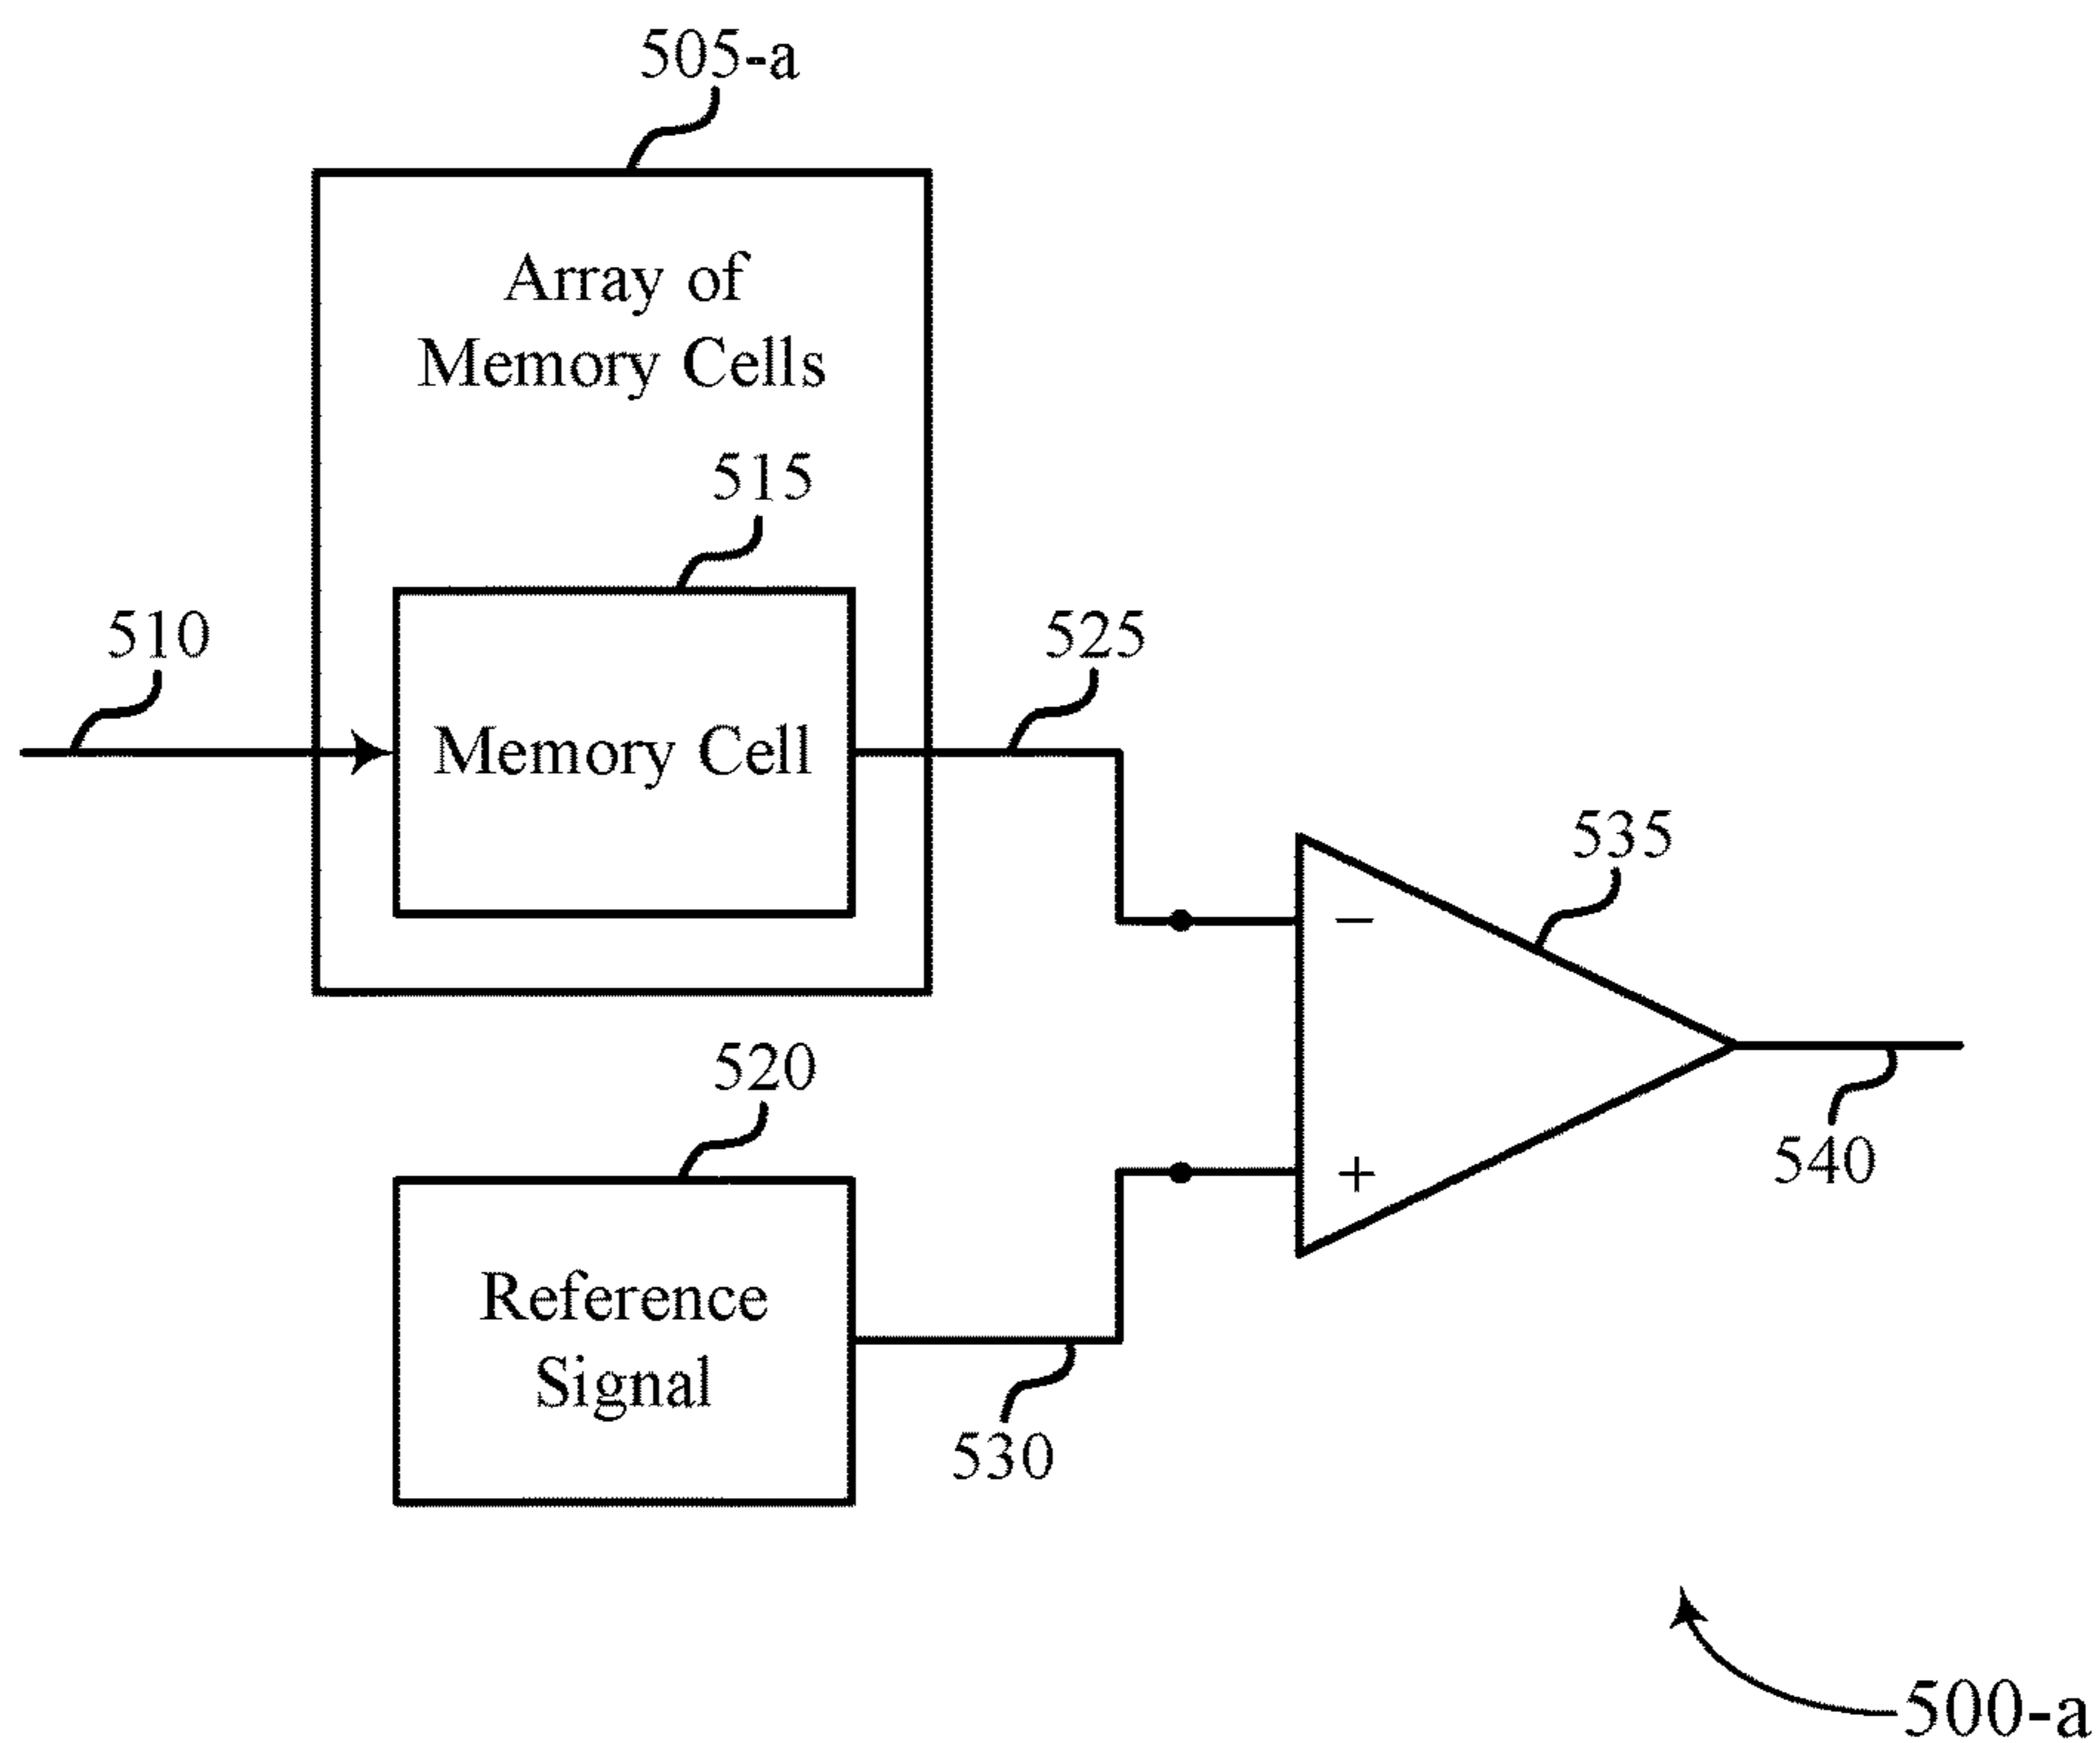 505-a
Array of
Memory Cells
515
510
525
Memory Cell
535
−
520
540
+
Reference
Signal
530
500-a